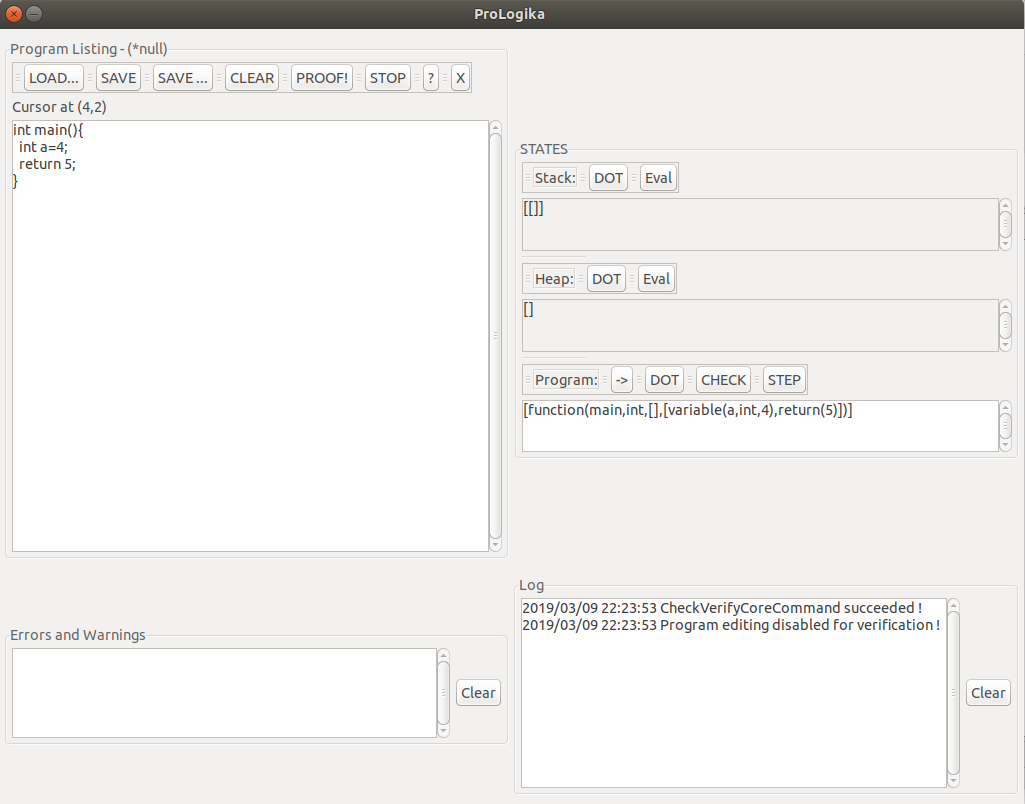 ProLogika
Program Listing - (*null)
LOAD... SAVE SAVE ... CLEAR PROOF! STOP ? X
Cursor at (4,2)
int main(){
  int a=4;
  return 5;
}
STATES
Stack: DOT Eval
[[]]
Heap: DOT Eval
[]
Program: -> DOT CHECK STEP
[function(main,int,[],[variable(a,int,4),return(5)])]
Errors and Warnings
Clear
Log
2019/03/09 22:23:53 CheckVerifyCoreCommand succeeded !
2019/03/09 22:23:53 Program editing disabled for verification !
Clear